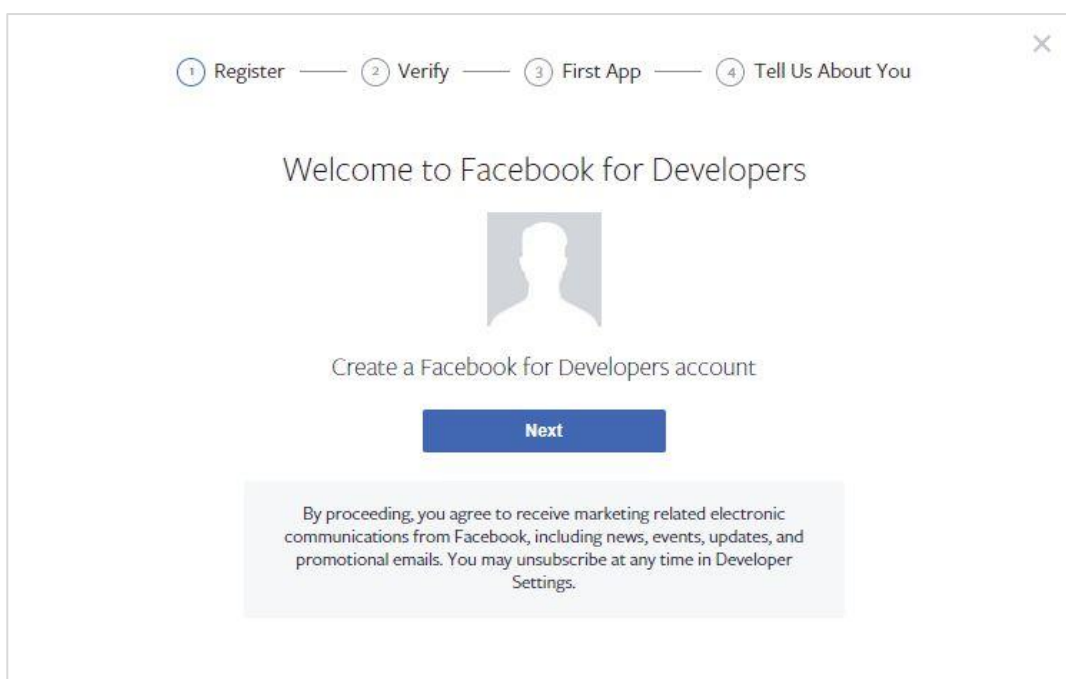 1 Register 2 Verify 3 First App 4 Tell Us About You
Welcome to Facebook for Developers
Create a Facebook for Developers account
Next
By proceeding, you agree to receive marketing related electronic
communications from Facebook, including news, events, updates, and
promotional emails. You may unsubscribe at any time in Developer
Settings.